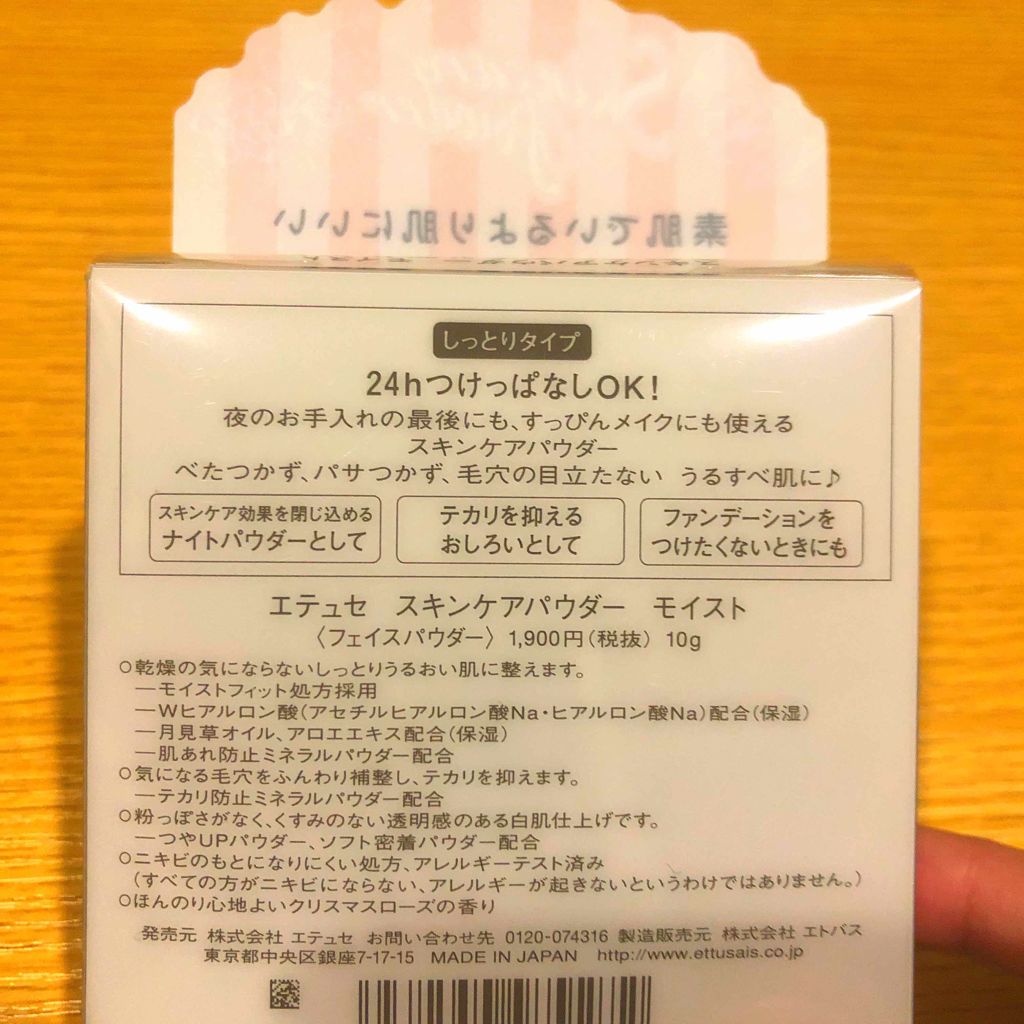 素肌でいるより肌にいい
しっとりタイプ
24hつけっぱなしOK!
夜のお手入れの最後にも、すっぴんメイクにも使える
スキンケアパウダー
べたつかず、パサつかず、毛穴の目立たない うるすべ肌に♪
スキンケア効果を閉じ込める
ナイトパウダーとして
テカリを抑える
おしろいとして
ファンデーションを
つけたくないときにも
エテュセ スキンケアパウダー モイスト
〈フェイスパウダー〉 1,900円(税抜) 10g
○乾燥の気にならないしっとりうるおい肌に整えます。
―モイストフィット処方採用
―Wヒアルロン酸(アセチルヒアルロン酸Na・ヒアルロン酸Na)配合(保湿)
―月見草オイル、アロエエキス配合(保湿)
―肌あれ防止ミネラルパウダー配合
○気になる毛穴をふんわり補整し、テカリを抑えます。
―テカリ防止ミネラルパウダー配合
○粉っぽさがなく、くすみのない透明感のある白肌仕上げです。
―つやUPパウダー、ソフト密着パウダー配合
○ニキビのもとになりにくい処方、アレルギーテスト済み
(すべての方がニキビにならない、アレルギーが起きないというわけではありません。)
○ほんのり心地よいクリスマスローズの香り
発売元 株式会社 エテュセ お問い合わせ先 0120-074316 製造販売元 株式会社 エトバス
東京都中央区銀座7-17-15 MADE IN JAPAN http://www.ettusais.co.jp